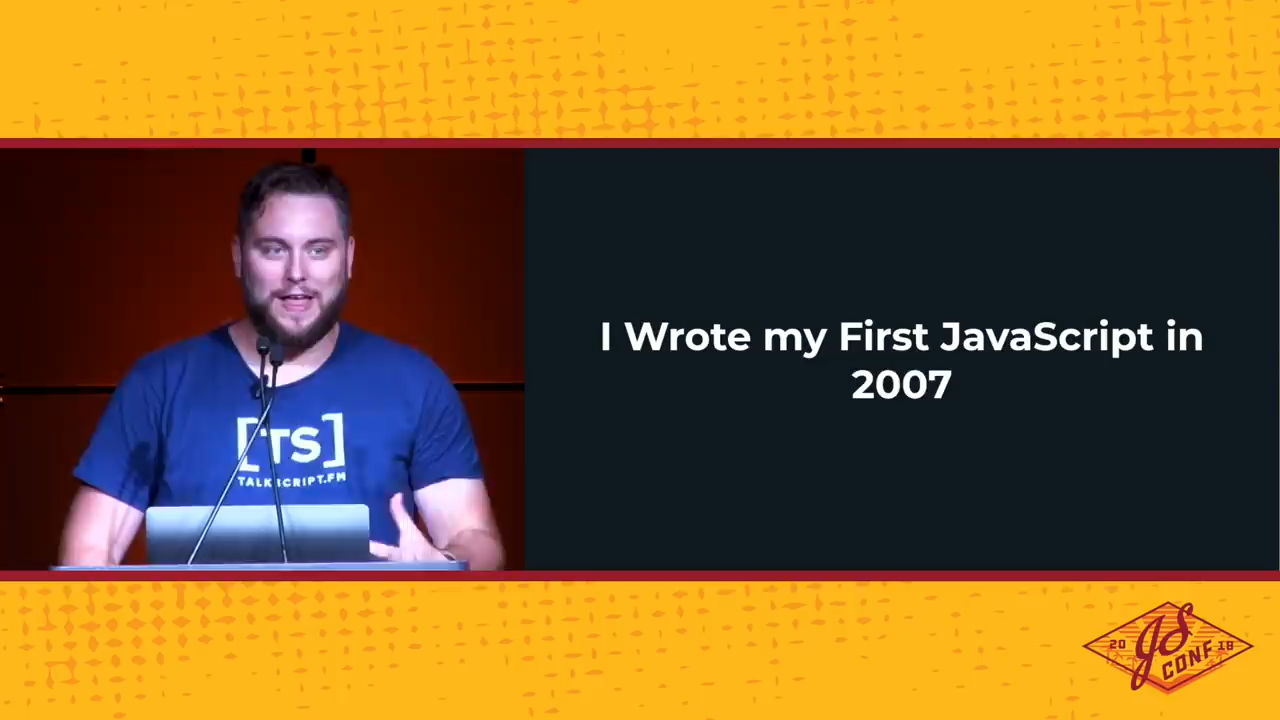 I Wrote my First JavaScript in
2007
[TS]
TALKSCRIPT.FM
20 JS 18
CONF